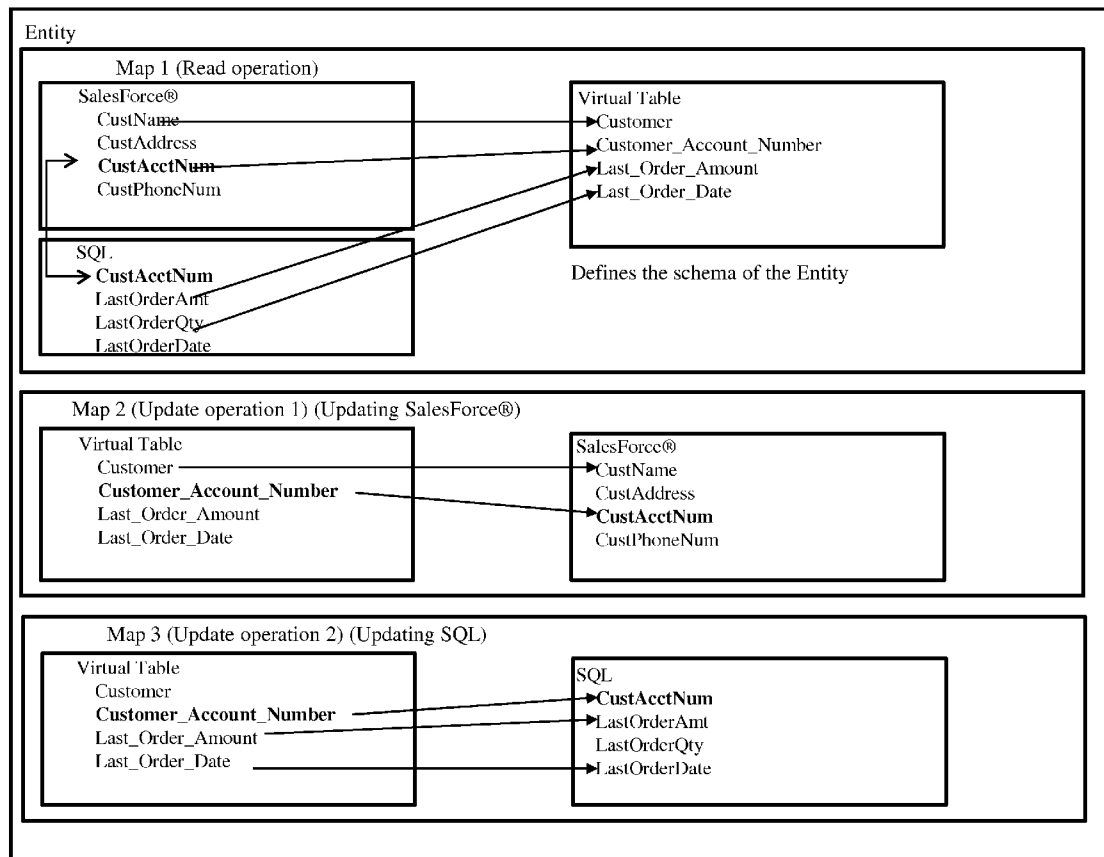 Entity
Map 1 (Read operation)
SalesForce®
CustName
CustAddress
CustAcctNum
CustPhoneNum
SQL
CustAcctNum
LastOrderAmt
LastOrderQty
LastOrderDate
Virtual Table
Customer
Customer_Account_Number
Last_Order_Amount
Last_Order_Date
Defines the schema of the Entity
Map 2 (Update operation 1) (Updating SalesForce®)
Virtual Table
Customer
Customer_Account_Number
Last_Order_Amount
Last_Order_Date
SalesForce®
CustName
CustAddress
CustAcctNum
CustPhoneNum
Map 3 (Update operation 2) (Updating SQL)
Virtual Table
Customer
Customer_Account_Number
Last_Order_Amount
Last_Order_Date
SQL
CustAcctNum
LastOrderAmt
LastOrderQty
LastOrderDate